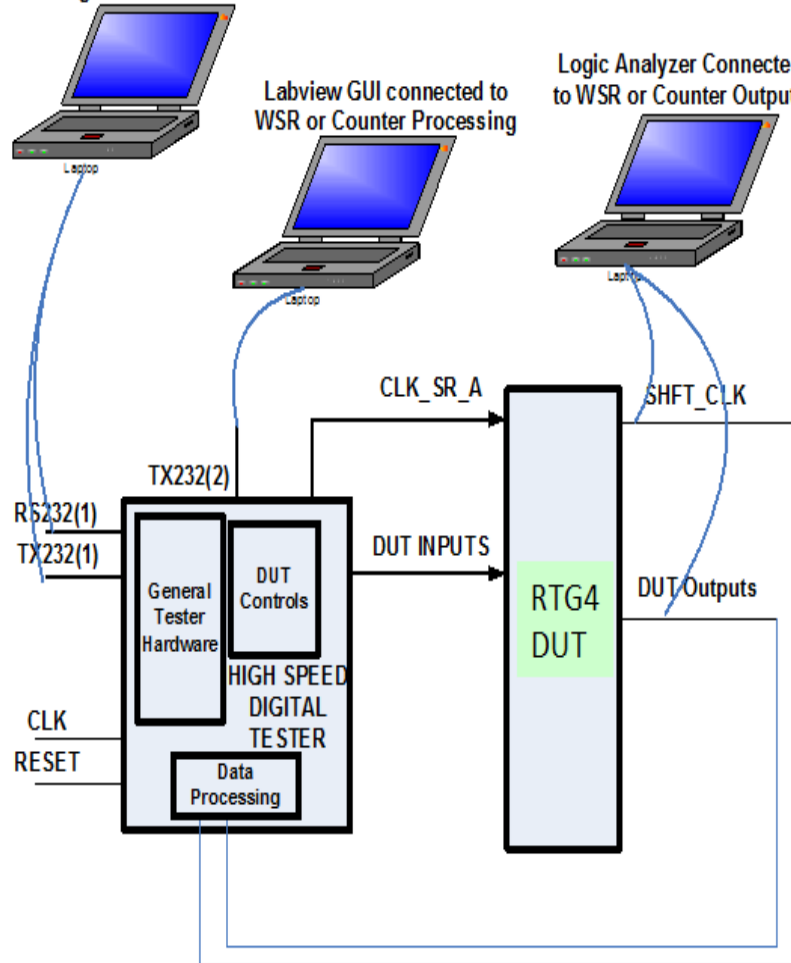 Laptop
Labview GUI connected to
WSR or Counter Processing
Laptop
Logic Analyzer Connecte
to WSR or Counter Output
Laptop
CLK_SR_A
SHFT_CLK
TX232(2)
RS232(1)
TX232(1)
DUT INPUTS
DUT Outputs
General
Tester
Hardware
DUT
Controls
RTG4
DUT
HIGH SPEED
DIGITAL
TESTER
CLK
RESET
Data
Processing